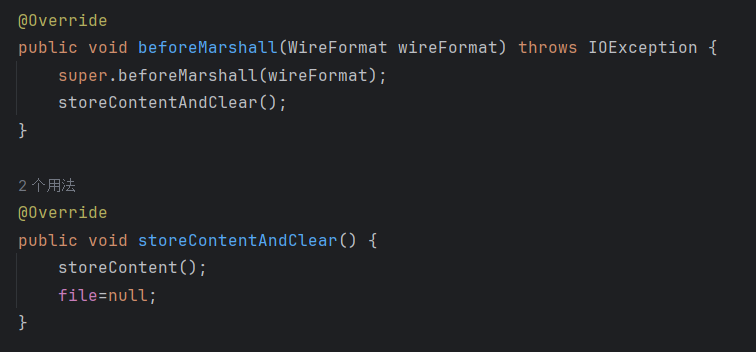 @Override
public void beforeMarshall(WireFormat wireFormat) throws IOException {
    super.beforeMarshall(wireFormat);
    storeContentAndClear();
}
2 个用法
@Override
public void storeContentAndClear() {
    storeContent();
    file=null;
}